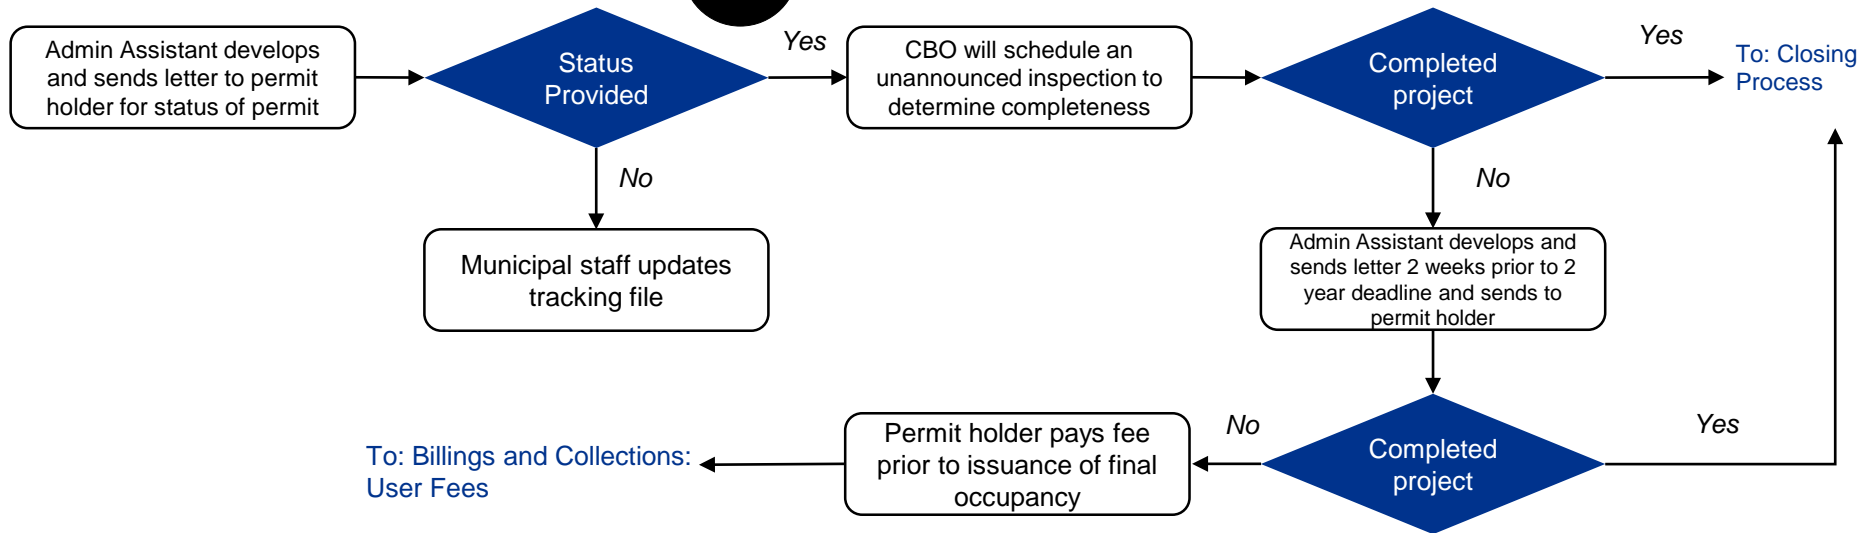 Admin Assistant develops
and sends letter to permit
holder for status of permit
Status
Provided
Yes
CBO will schedule an
unannounced inspection to
determine completeness
Completed
project
Yes
To: Closing
Process
No
No
Municipal staff updates
tracking file
Admin Assistant develops and
sends letter 2 weeks prior to 2
year deadline and sends to
permit holder
To: Billings and Collections:
User Fees
Permit holder pays fee
prior to issuance of final
occupancy
No
Completed
project
Yes